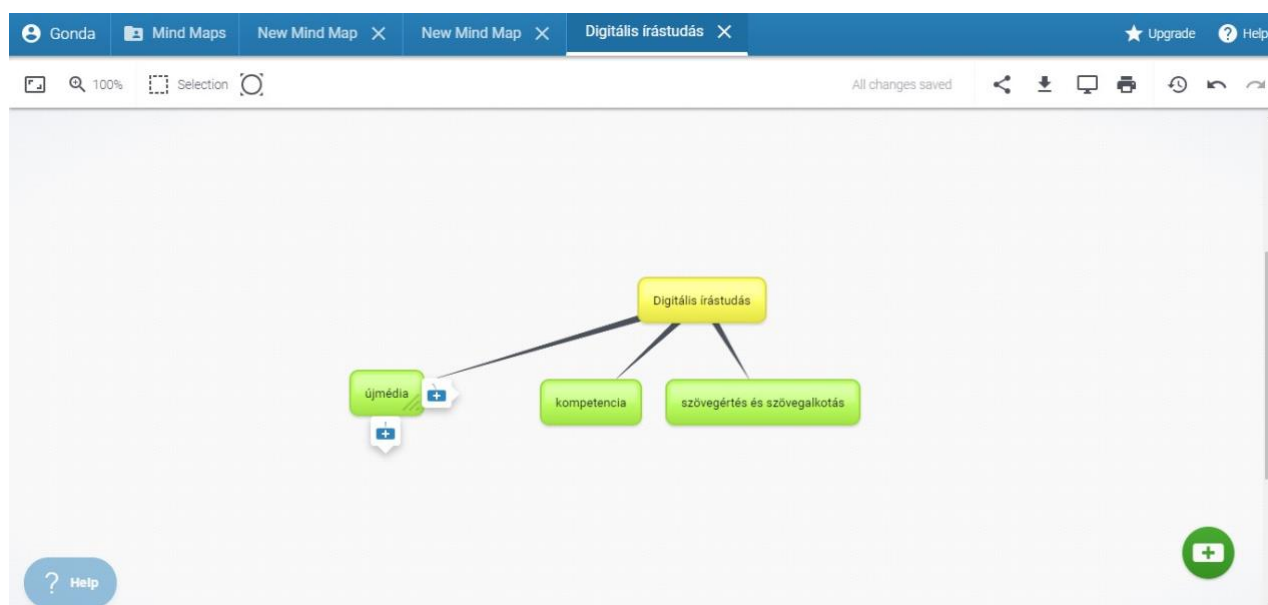 Gonda Mind Maps New Mind Map New Mind Map Digitális írástudás Upgrade ? Help
100% Selection All changes saved
Digitális írástudás
újmédia
kompetencia
szövegértés és szövegalkotás
? Help